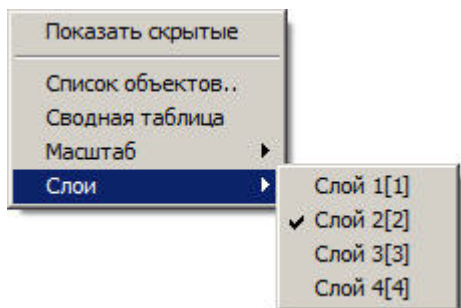 Показать скрытые
Список объектов..
Сводная таблица
Масштаб
Слои
Слой 1[1]
Слой 2[2]
Слой 3[3]
Слой 4[4]